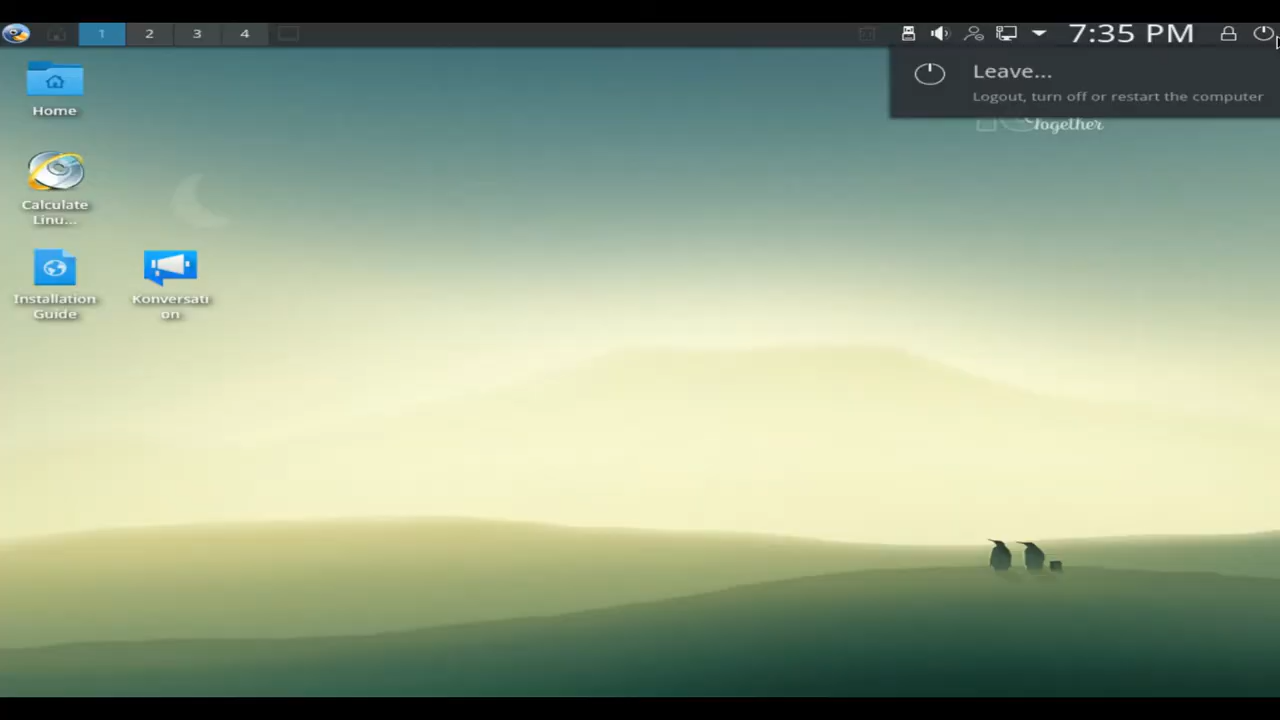 1 2 3 4 7:35 PM
Leave...
Logout, turn off or restart the computer
Together
Home
Calculate
Linu...
Installation
Guide
Konversati
on